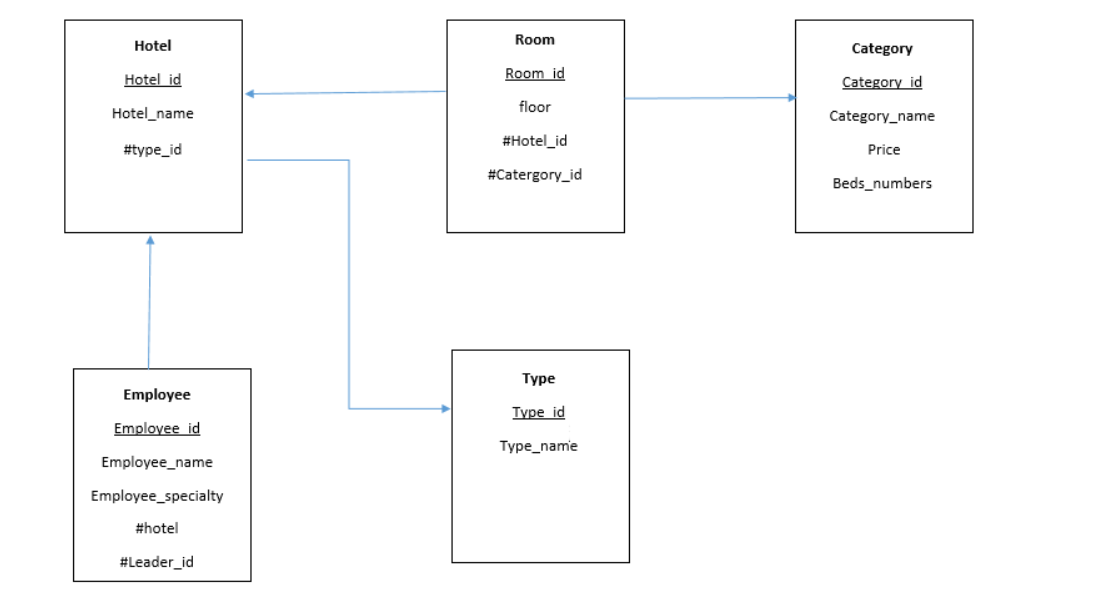 Hotel
Hotel_id
Hotel_name
#type_id
Room
Room_id
floor
#Hotel_id
#Catergory_id
Category
Category_id
Category_name
Price
Beds_numbers
Employee
Employee_id
Employee_name
Employee_specialty
#hotel
#Leader_id
Type
Type_id
Type_name